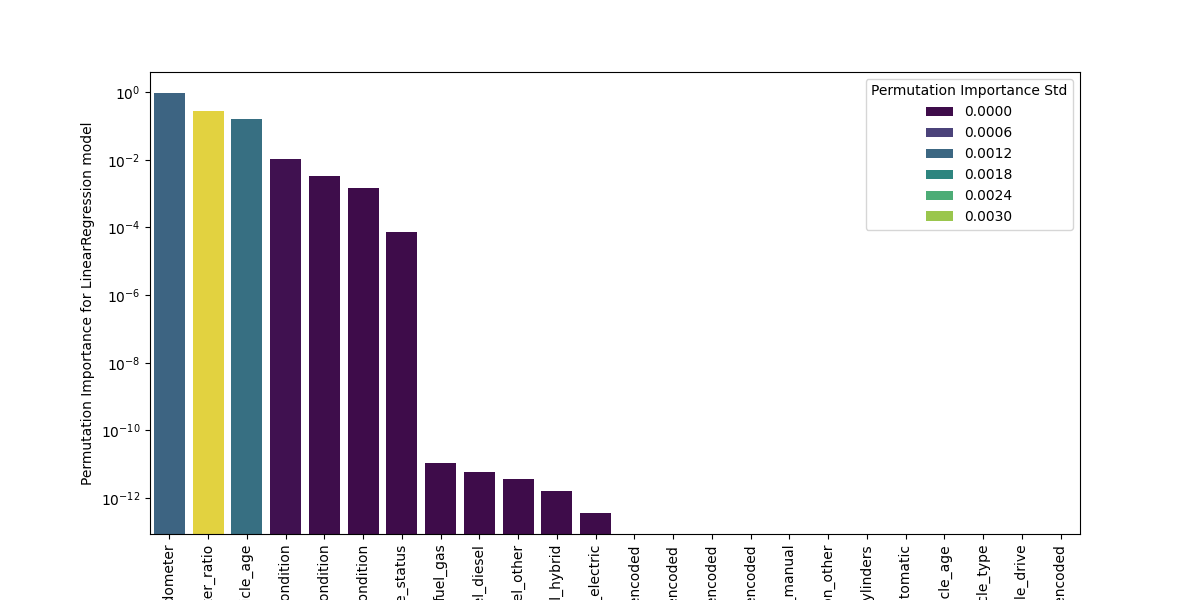 Permutation Importance for LinearRegression model
10^0
10^-2
10^-4
10^-6
10^-8
10^-10
10^-12
Permutation Importance Std
0.0000
0.0006
0.0012
0.0018
0.0024
0.0030
dometer
er_ratio
cle_age
ondition
ondition
ondition
e_status
fuel_gas
el_diesel
el_other
l_hybrid
_electric
encoded
encoded
encoded
encoded
_manual
on_other
ylinders
tomatic
cle_age
cle_type
le_drive
encoded